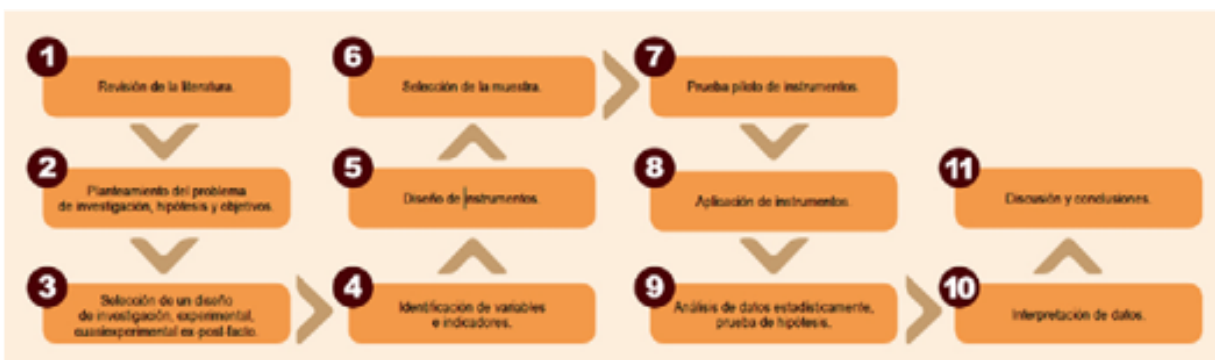 1
Revisión de la literatura.
2
Planteamiento del problema
de investigación, hipótesis y objetivos.
3
Selección de un diseño
de investigación, experimental,
cuasiexperimental ex-post-facto.
4
Identificación de variables
e indicadores.
5
Diseño de instrumentos.
6
Selección de la muestra.
7
Prueba piloto de instrumentos.
8
Aplicación de instrumentos.
9
Análisis de datos estadísticamente,
prueba de hipótesis.
10
Interpretación de datos.
11
Discusión y conclusiones.